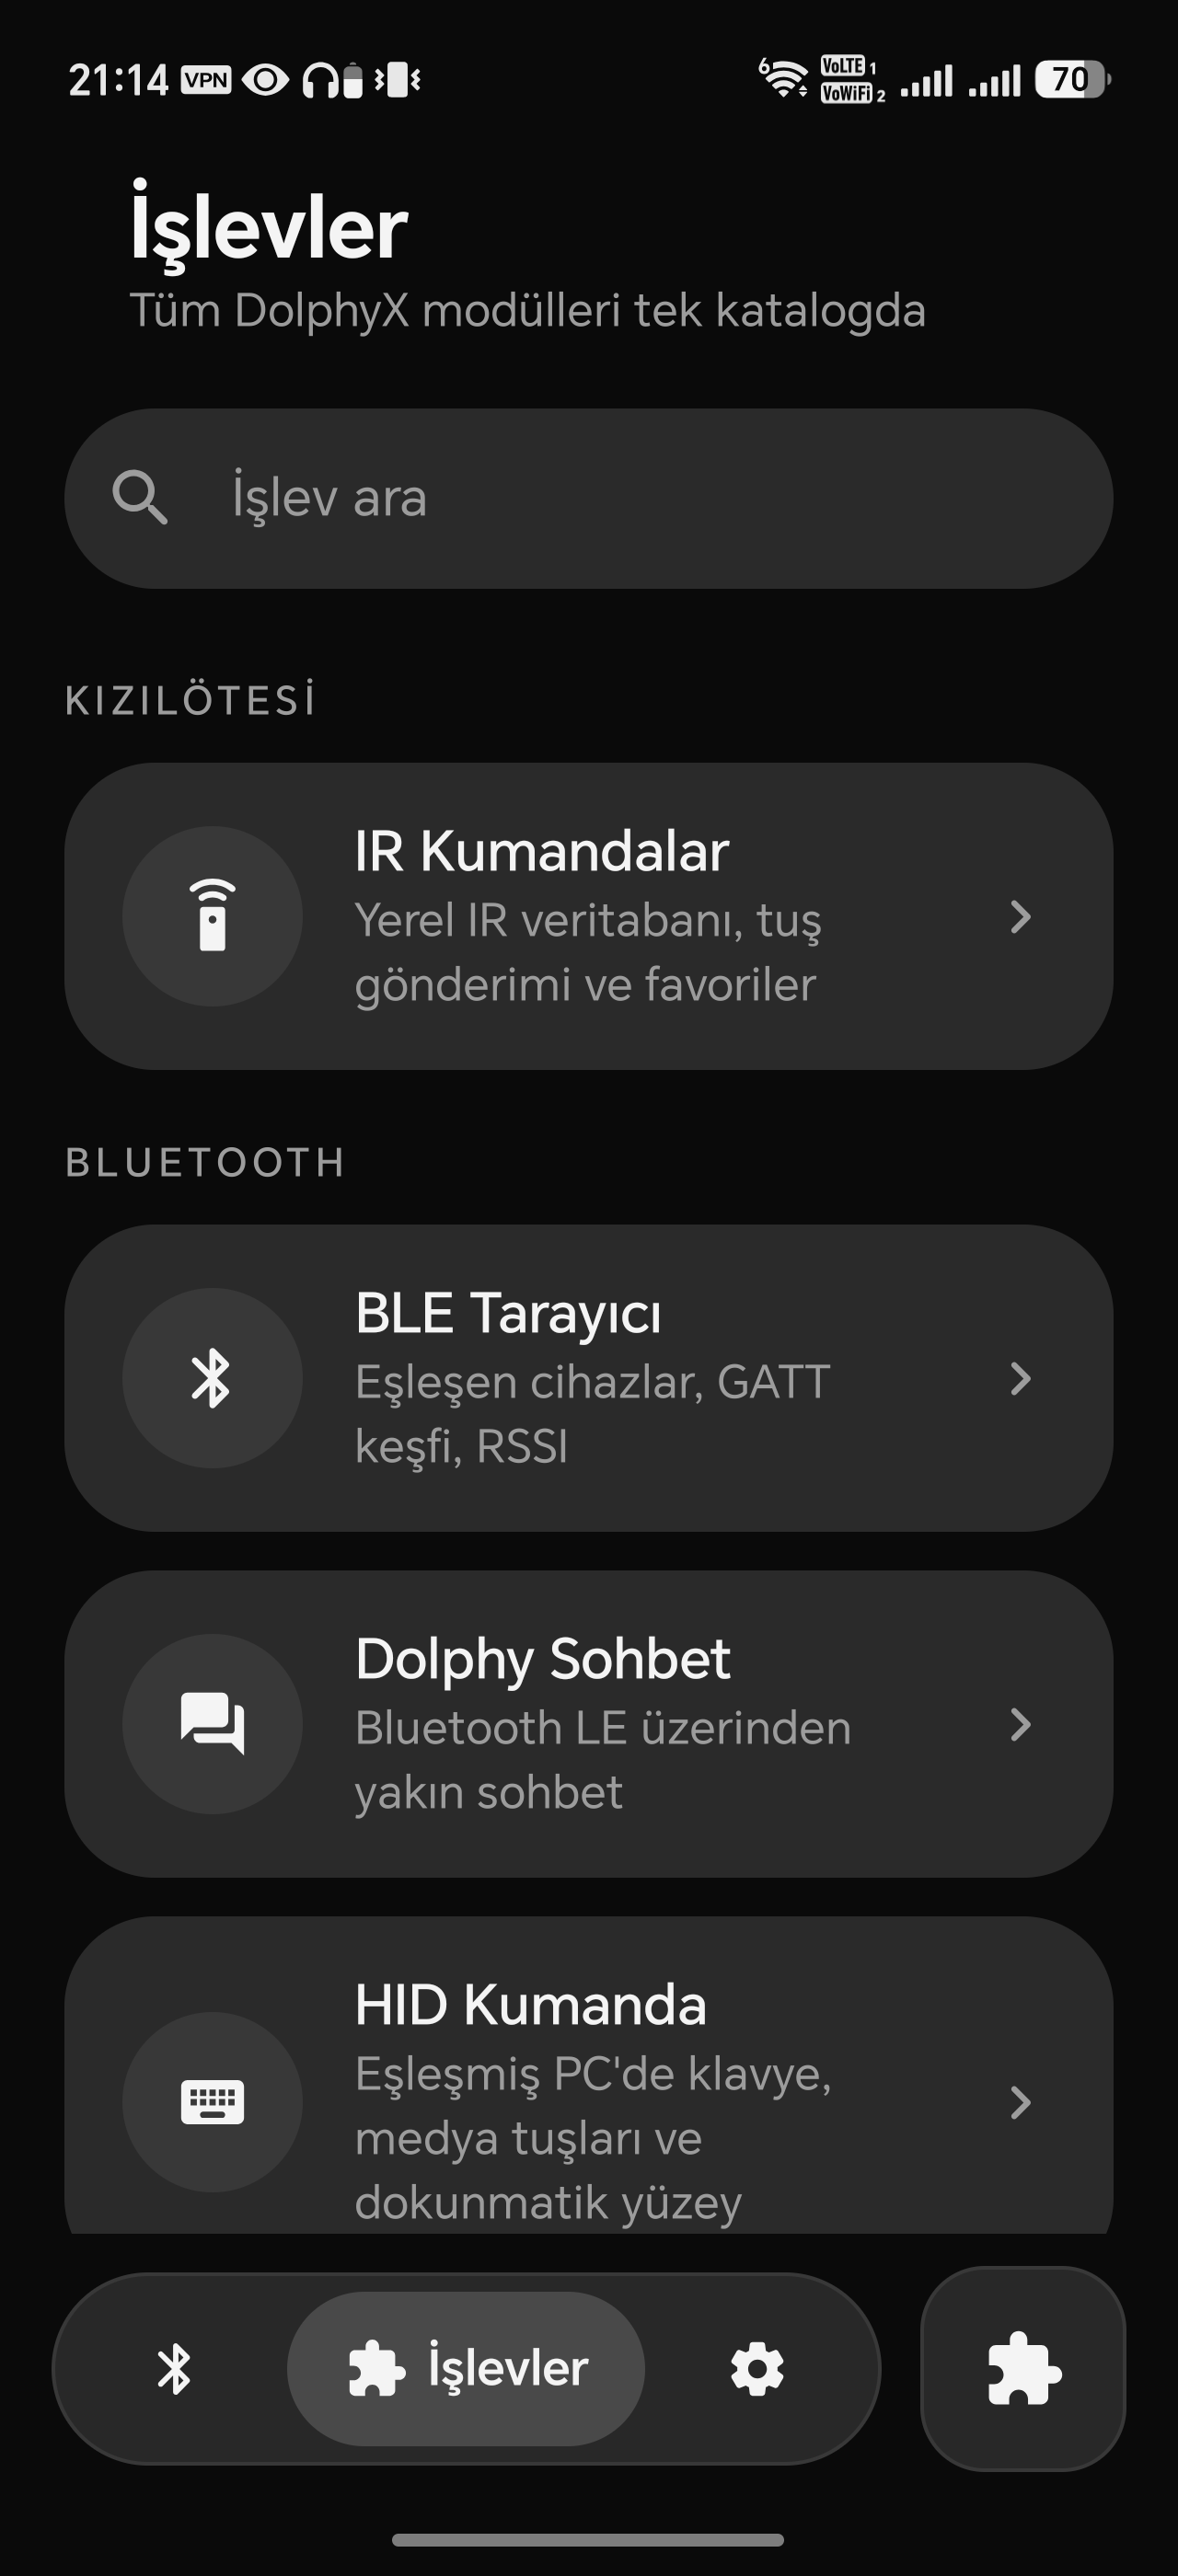 21:14 VPN 6 VoLTE 1 VoWiFi 2 70
İşlevler
Tüm DolphyX modülleri tek katalogda
İşlev ara
KIZILÖTESİ
IR Kumandalar
Yerel IR veritabanı, tuş
gönderimi ve favoriler
BLUETOOTH
BLE Tarayıcı
Eşleşen cihazlar, GATT
keşfi, RSSI
Dolphy Sohbet
Bluetooth LE üzerinden
yakın sohbet
HID Kumanda
Eşleşmiş PC'de klavye,
medya tuşları ve
dokunmatik yüzey
İşlevler